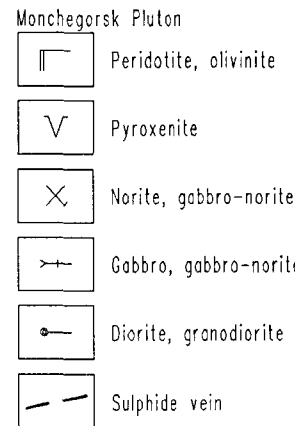 Monchegorsk Pluton
Peridotite, olivinite
Pyroxenite
Norite, gabbro-norite
Gabbro, gabbro-norite
Diorite, granodiorite
Sulphide vein